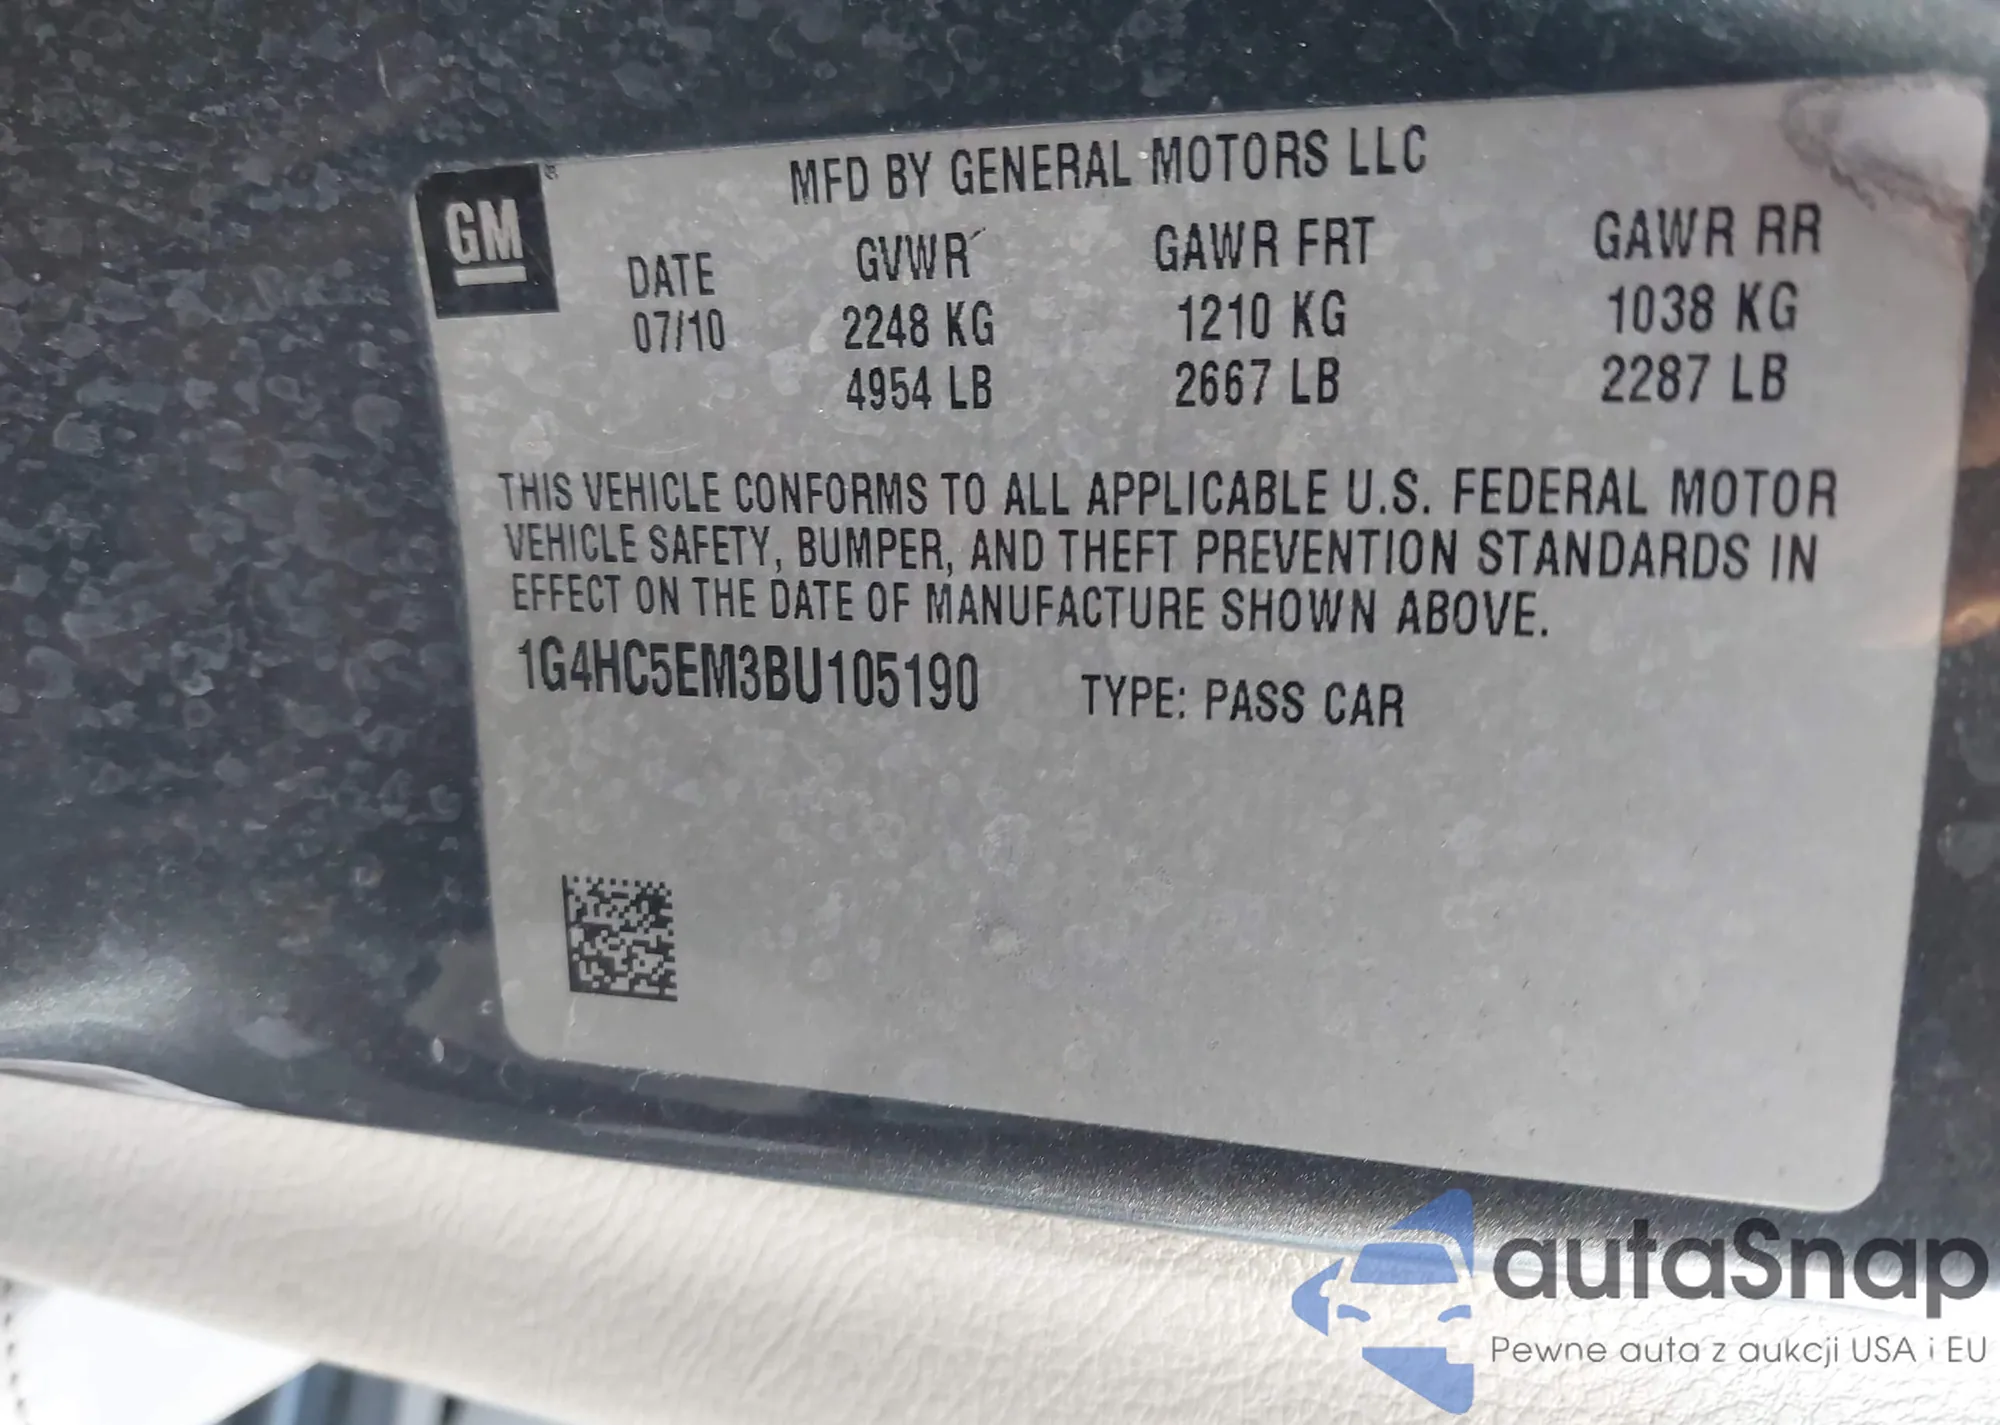 GM
MFD BY GENERAL MOTORS LLC
DATE GVWR GAWR FRT GAWR RR
07/10 2248 KG 1210 KG 1038 KG
4954 LB 2667 LB 2287 LB
THIS VEHICLE CONFORMS TO ALL APPLICABLE U.S. FEDERAL MOTOR
VEHICLE SAFETY, BUMPER, AND THEFT PREVENTION STANDARDS IN
EFFECT ON THE DATE OF MANUFACTURE SHOWN ABOVE.
1G4HC5EM3BU105190 TYPE: PASS CAR
autaSnap
Pewne auta z aukcji USA i EU